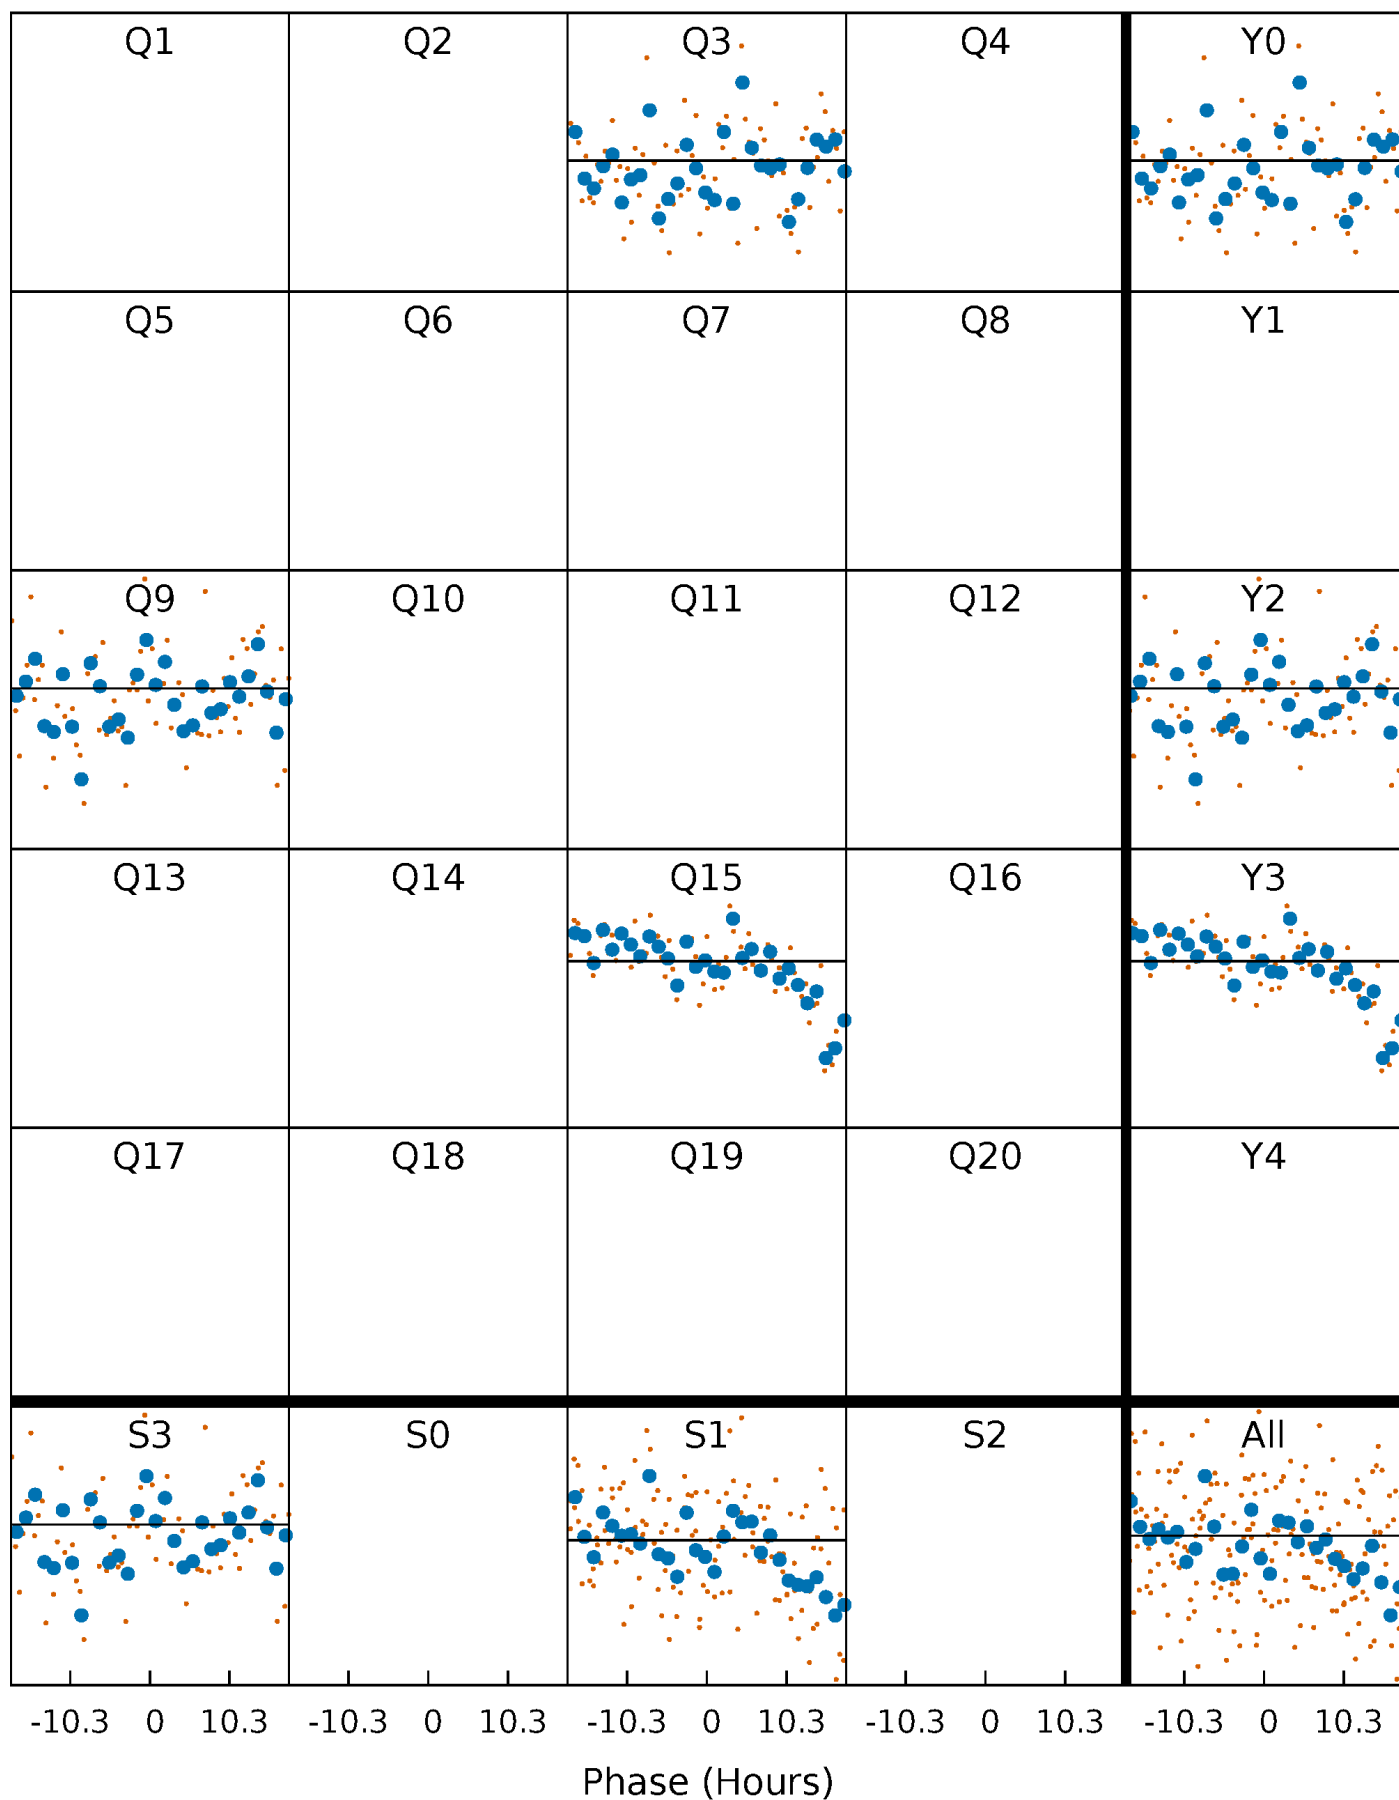 Q1 Q2 Q3 Q4 Y0
Q5 Q6 Q7 Q8 Y1
Q9 Q10 Q11 Q12 Y2
Q13 Q14 Q15 Q16 Y3
Q17 Q18 Q19 Q20 Y4
S3 S0 S1 S2 All
-10.3 0 10.3 -10.3 0 10.3 -10.3 0 10.3 -10.3 0 10.3 -10.3 0 10.3
Phase (Hours)